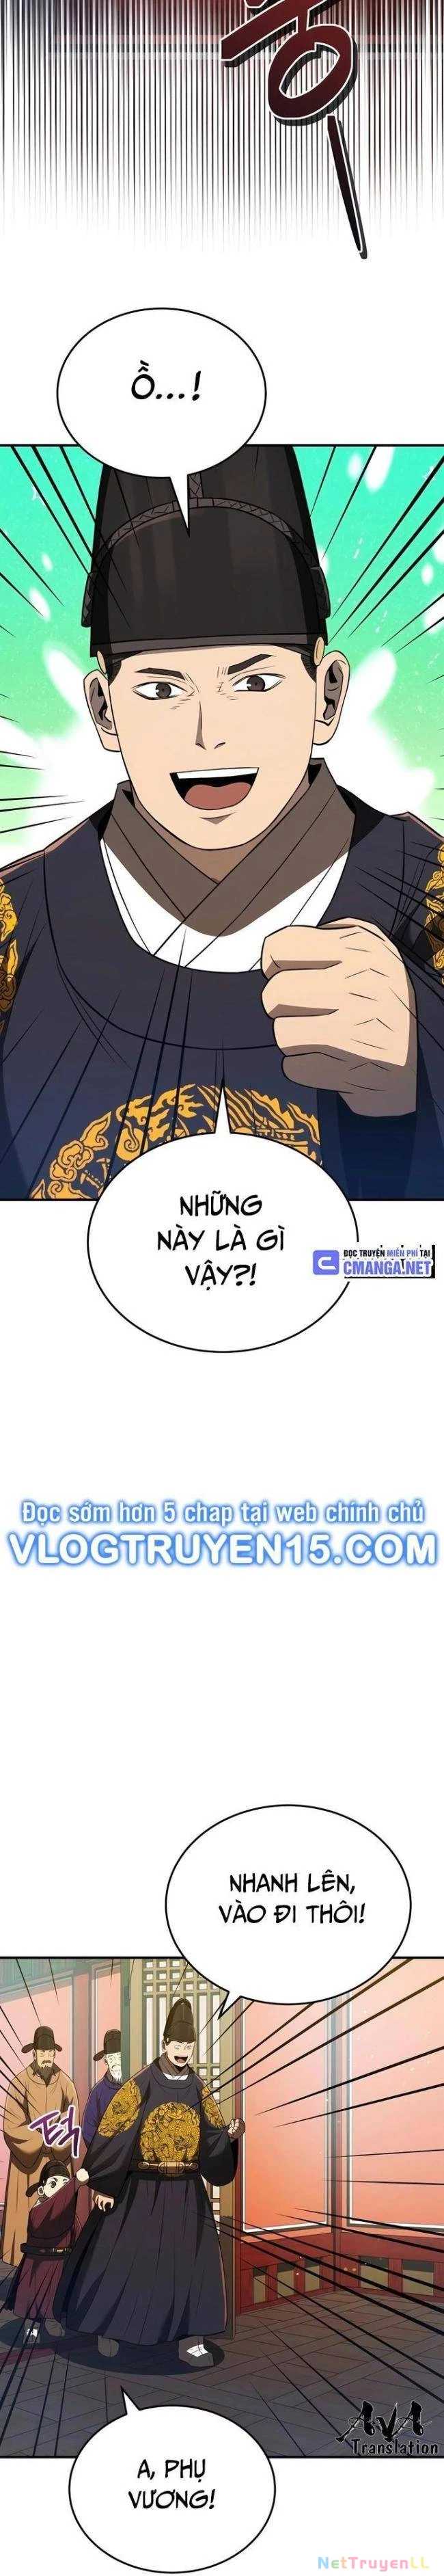 Ồ...!
NHỮNG
NÀY LÀ GÌ
VẬY?!
ĐỌC TRUYỆN MIỄN PHÍ TẠI
CMANGA.NET
Đọc sớm hơn 5 chap tại web chính chủ
VLOGTRUYEN15.COM
NHANH LÊN,
VÀO ĐI THÔI!
AvA
Translation
A, PHỤ
VƯƠNG!
NetTruyenLL